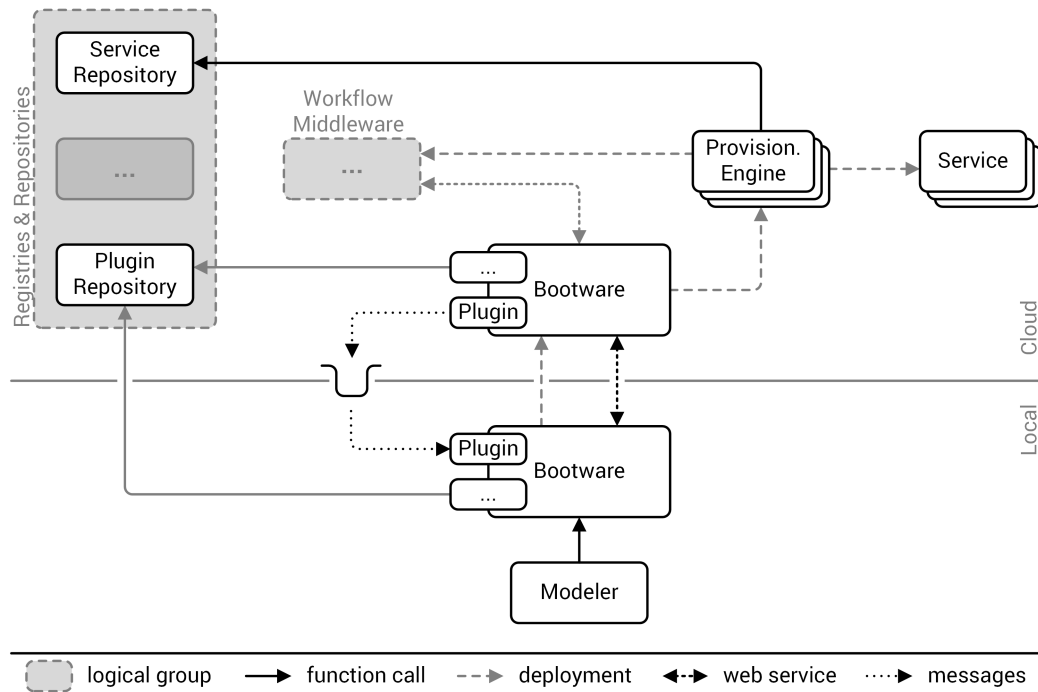 Service
Repository
Registries & Repositories
...
Plugin
Repository
Workflow
Middleware
...
Provision.
Engine
Service
...
Bootware
Plugin
Cloud
Local
Plugin
Bootware
...
Modeler
logical group
function call
deployment
web service
messages